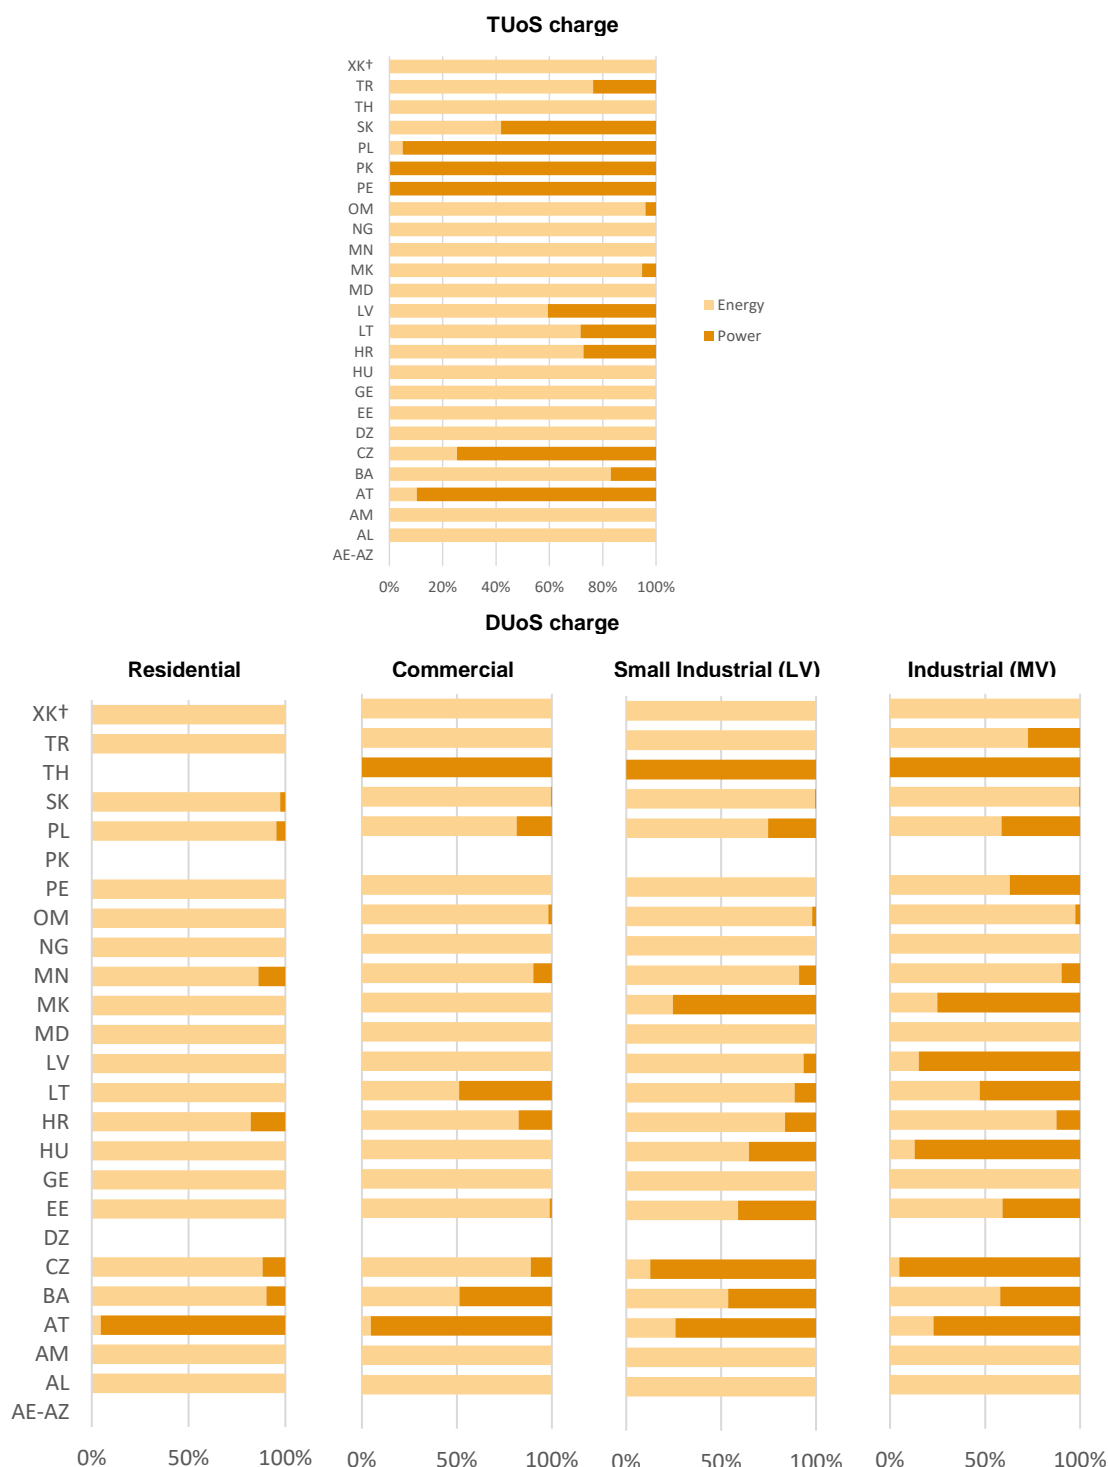 TUoS charge
XK†
TR
TH
SK
PL
PK
PE
OM
NG
MN
MK
MD
LV
LT
HR
HU
GE
EE
DZ
CZ
BA
AT
AM
AL
AE-AZ
0% 20% 40% 60% 80% 100%
Energy
Power
DUoS charge
Residential Commercial Small Industrial (LV) Industrial (MV)
XK†
TR
TH
SK
PL
PK
PE
OM
NG
MN
MK
MD
LV
LT
HR
HU
GE
EE
DZ
CZ
BA
AT
AM
AL
AE-AZ
0% 50% 100% 0% 50% 100% 0% 50% 100% 0% 50% 100%